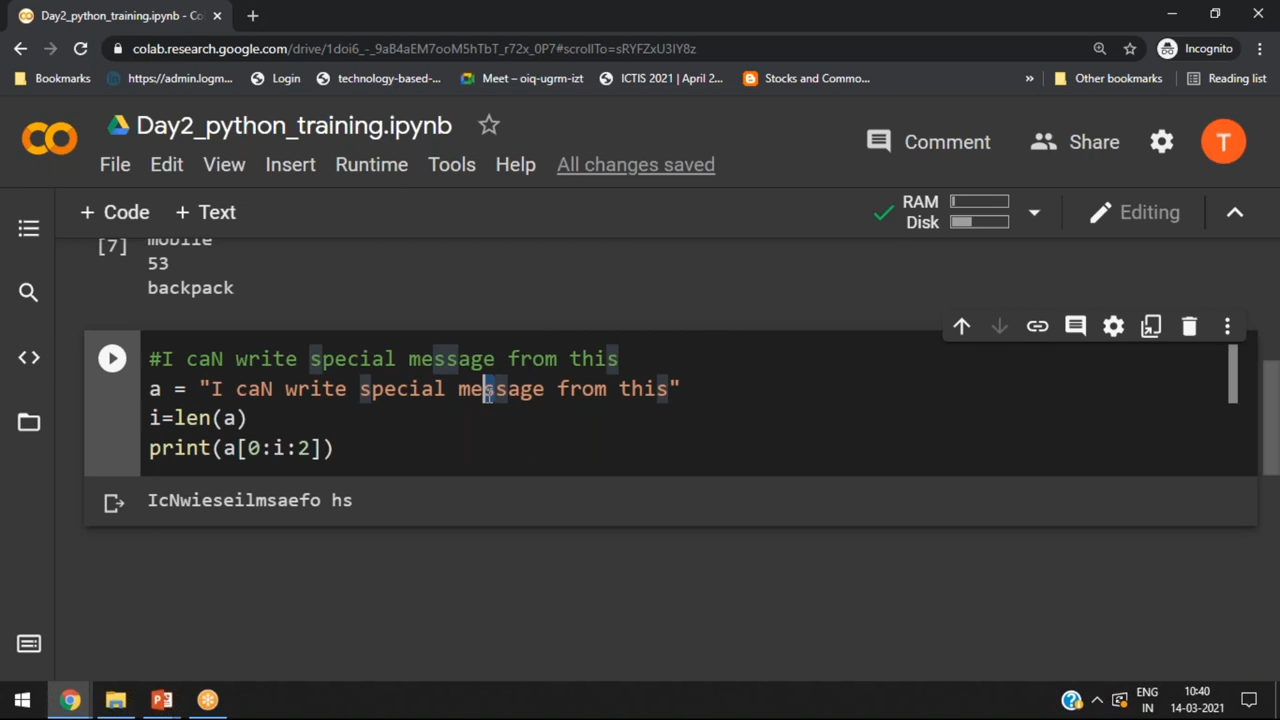 Day2_python_training.ipynb - Co
colab.research.google.com/drive/1doi6_-_9aB4aEM7ooM5hTbT_r72x_0P7#scrollTo=sRYFZxU3IY8z
Incognito
Bookmarks
https://admin.logm...
Login
technology-based-...
Meet – oiq-ugrm-izt
ICTIS 2021 | April 2...
Stocks and Commo...
»
Other bookmarks
Reading list
CO
Day2_python_training.ipynb
Comment
Share
T
File
Edit
View
Insert
Runtime
Tools
Help
All changes saved
+ Code
+ Text
RAM
Disk
Editing
[7]
mobile
53
backpack
#I caN write special message from this
a = "I caN write special message from this"
i=len(a)
print(a[0:i:2])
IcNwieseilmsaefo hs
ENG
IN
10:40
14-03-2021